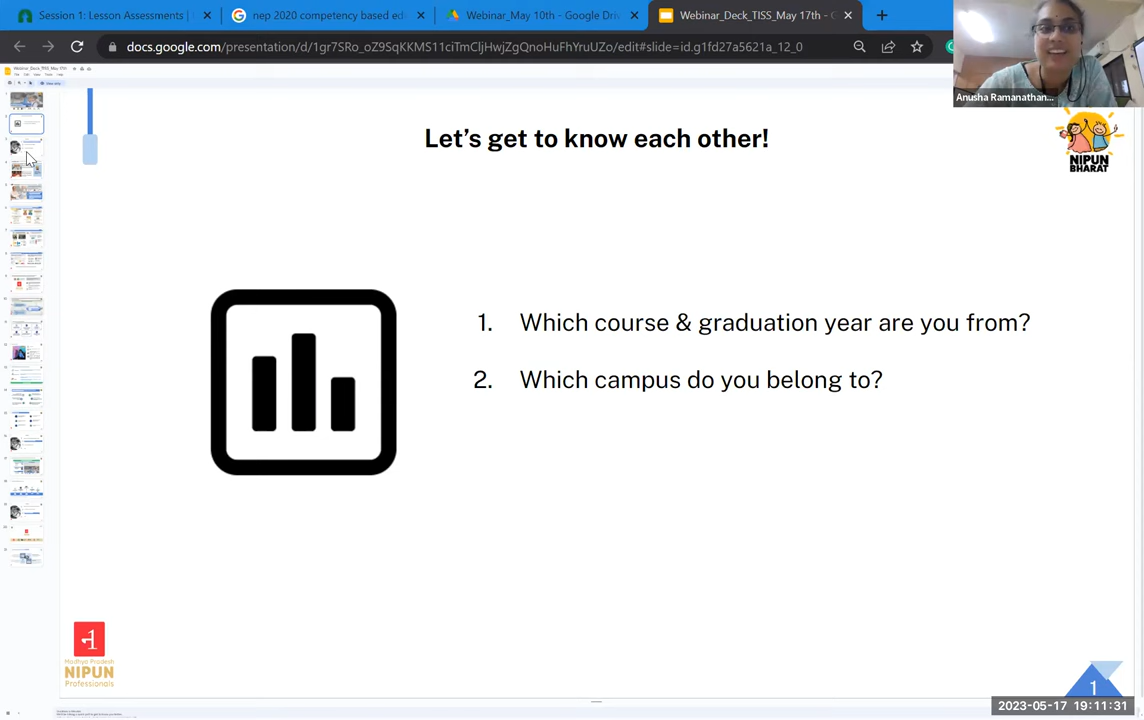 Session 1: Lesson Assessments |
nep 2020 competency based ed
Webinar_May 10th - Google Dri
Webinar_Deck_TISS_May 17th - G
docs.google.com/presentation/d/1gr7SRo_oZ9SqKKMS11ciTmCljHwjZgQnoHuFhYruUZo/edit#slide=id.g1fd27a5621a_12_0
Anusha Ramanathan...
Webinar_Deck_TISS_May 17th
Let's get to know each other!
NIPUN
BHARAT
1. Which course & graduation year are you from?
2. Which campus do you belong to?
Madhya Pradesh
NIPUN
Professionals
1
2023-05-17 19:11:31